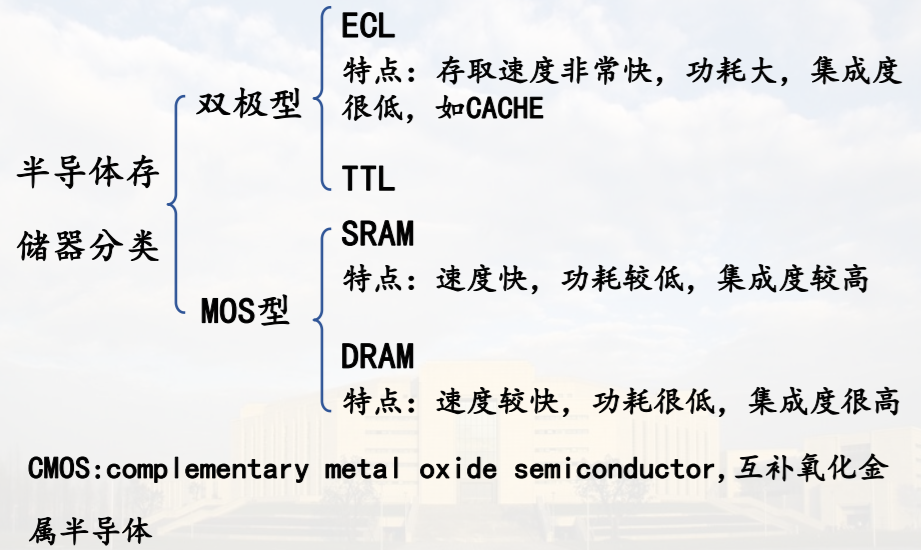 ECL
特点：存取速度非常快，功耗大，集成度
很低，如CACHE
双极型
TTL
半导体存
储器分类
SRAM
特点：速度快，功耗较低，集成度较高
MOS型
DRAM
特点：速度较快，功耗很低，集成度很高
CMOS:complementary metal oxide semiconductor,互补氧化金
属半导体